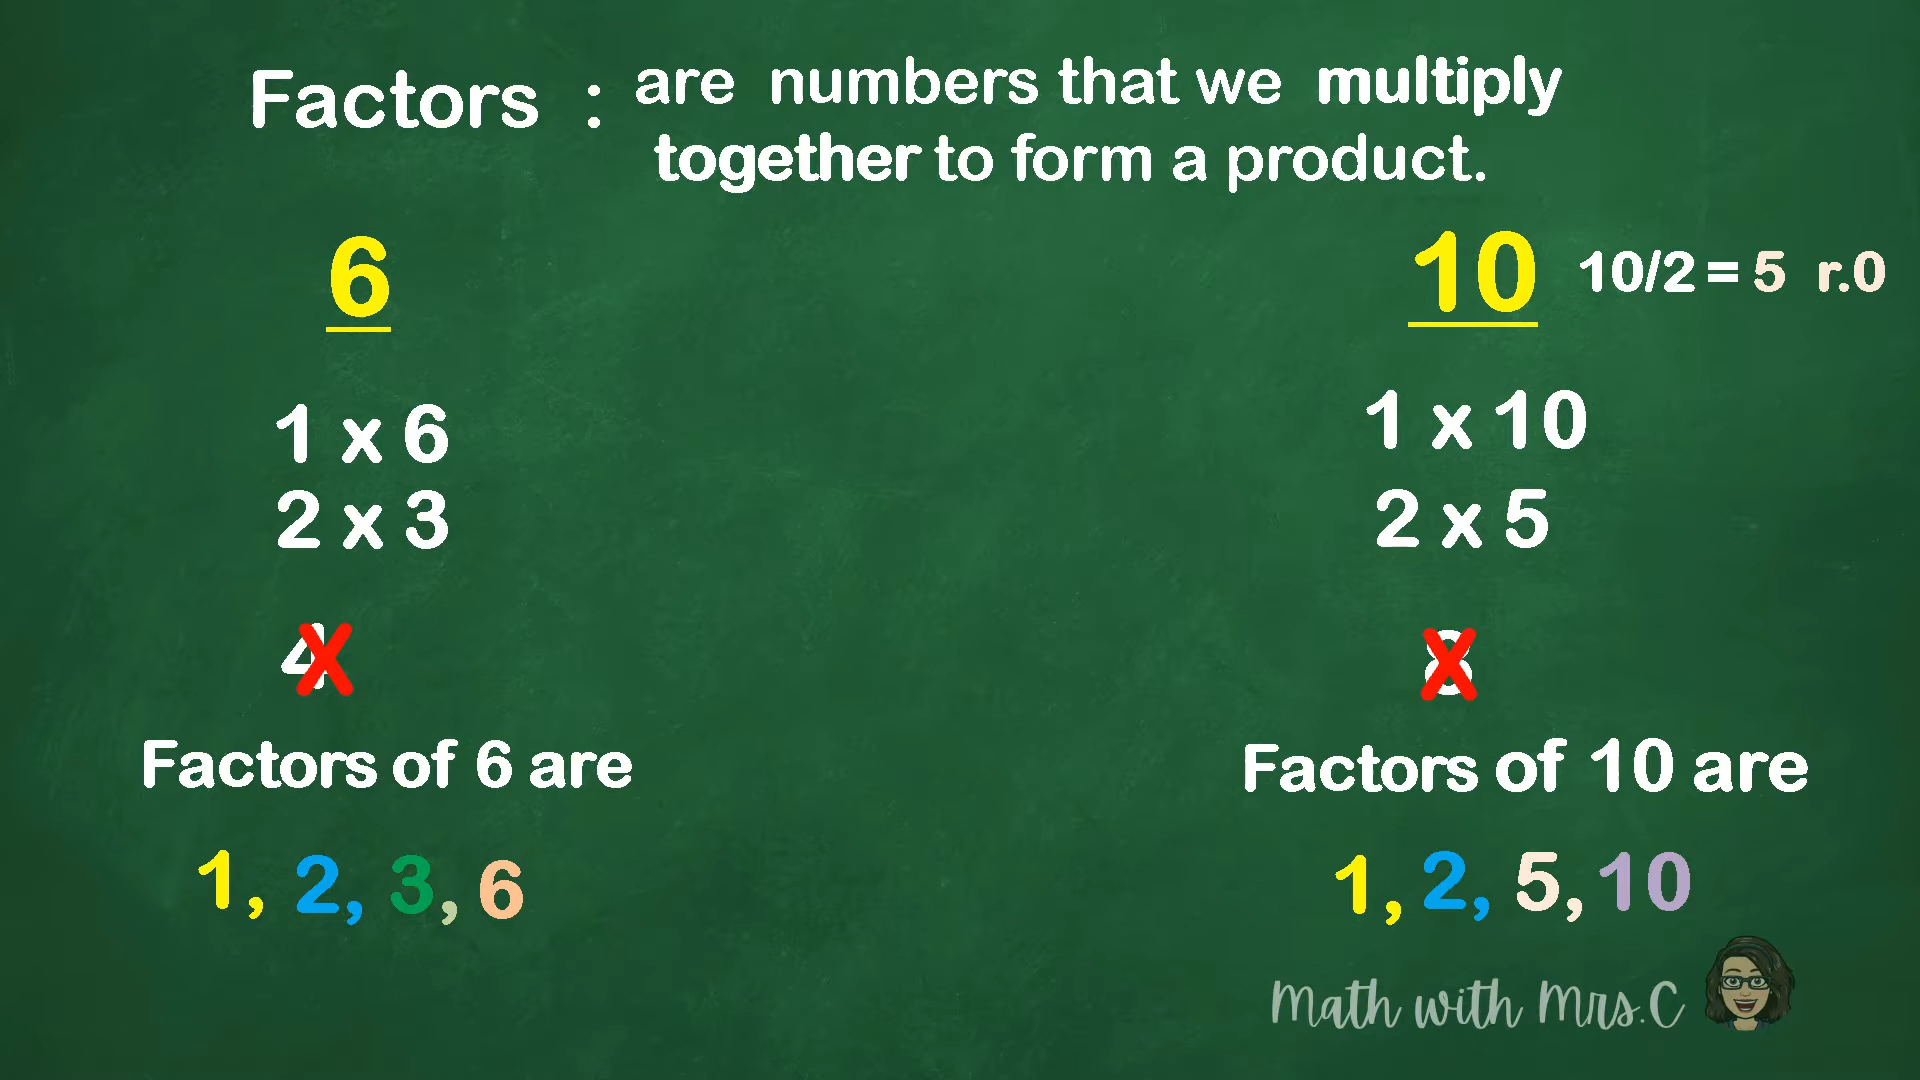 Factors : are numbers that we multiply
together to form a product.
6
10 10/2 = 5 r.0
1 x 6
1 x 10
2 x 3
2 x 5
4 X
8 X
Factors of 6 are
Factors of 10 are
1, 2, 3, 6
1, 2, 5, 10
Math with Mrs.C